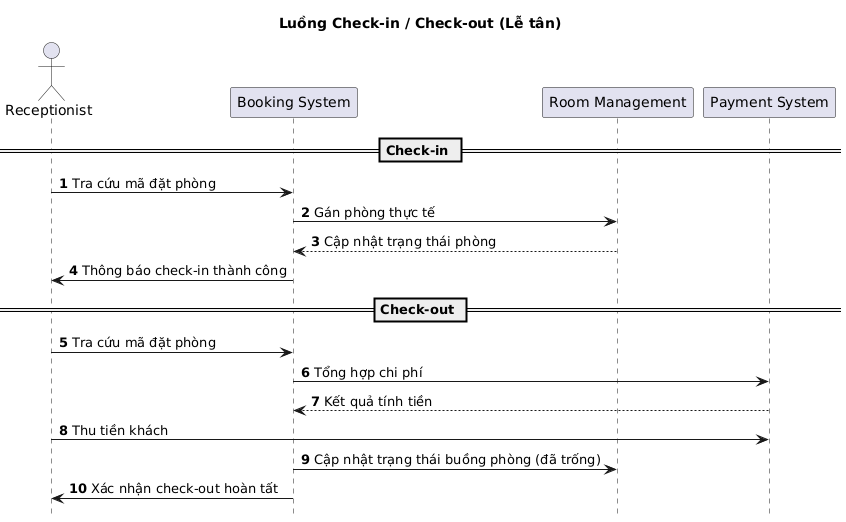 Luồng Check-in / Check-out (Lễ tân)
Receptionist
Booking System
Room Management
Payment System
Check-in
1 Tra cứu mã đặt phòng
2 Gán phòng thực tế
3 Cập nhật trạng thái phòng
4 Thông báo check-in thành công
Check-out
5 Tra cứu mã đặt phòng
6 Tổng hợp chi phí
7 Kết quả tính tiền
8 Thu tiền khách
9 Cập nhật trạng thái buồng phòng (đã trống)
10 Xác nhận check-out hoàn tất